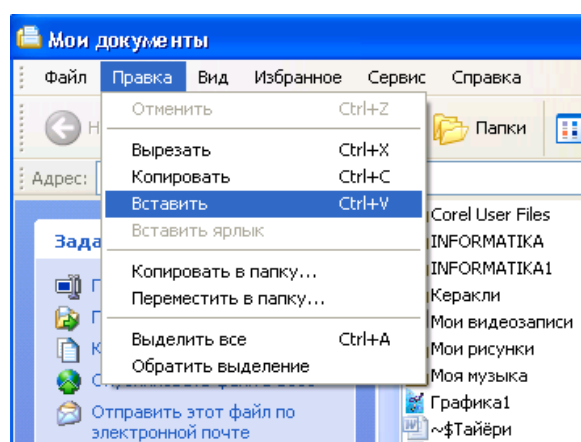 Мои документы
Файл Правка Вид Избранное Сервис Справка
Отменить Ctrl+Z
Папки
Вырезать Ctrl+X
Копировать Ctrl+C
Адрес:
Вставить Ctrl+V
Вставить ярлык
Копировать в папку...
Переместить в папку...
Выделить все Ctrl+A
Обратить выделение
Отправить этот файл по
электронной почте
Corel User Files
INFORMATIKA
INFORMATIKA1
Керакли
Мои видеозаписи
Мои рисунки
Моя музыка
Графика1
~$Тайёри